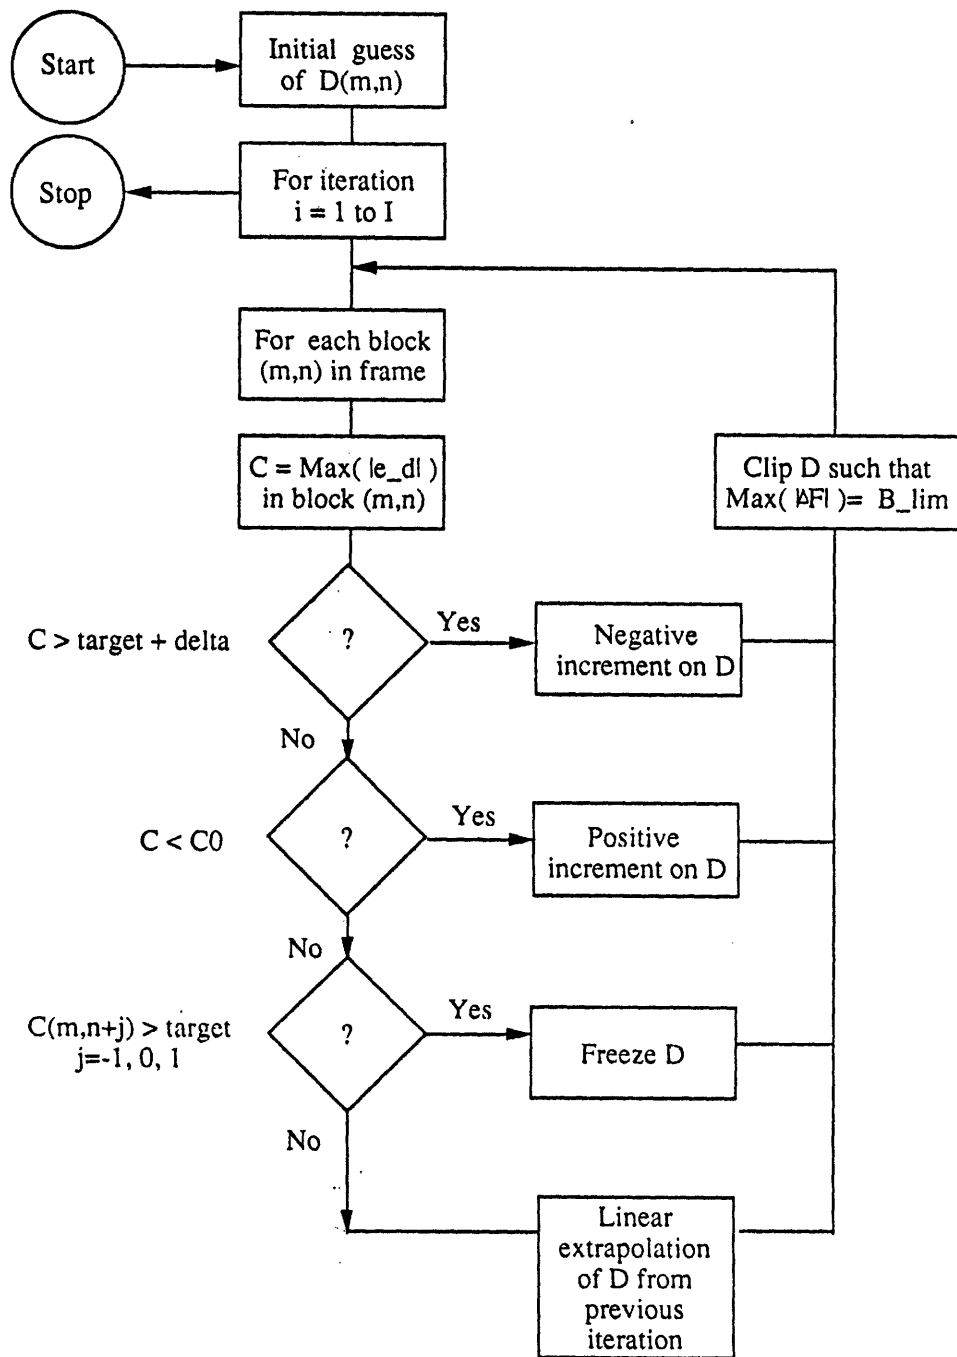 Start
Initial guess
of D(m,n)
Stop
For iteration
i = 1 to I
For each block
(m,n) in frame
C = Max( |e_d| )
in block (m,n)
Clip D such that
Max( |ΔF| )= B_lim
C > target + delta
?
Yes
Negative
increment on D
No
C < C0
?
Yes
Positive
increment on D
No
C(m,n+j) > target
j=-1, 0, 1
?
Yes
Freeze D
No
Linear
extrapolation
of D from
previous
iteration